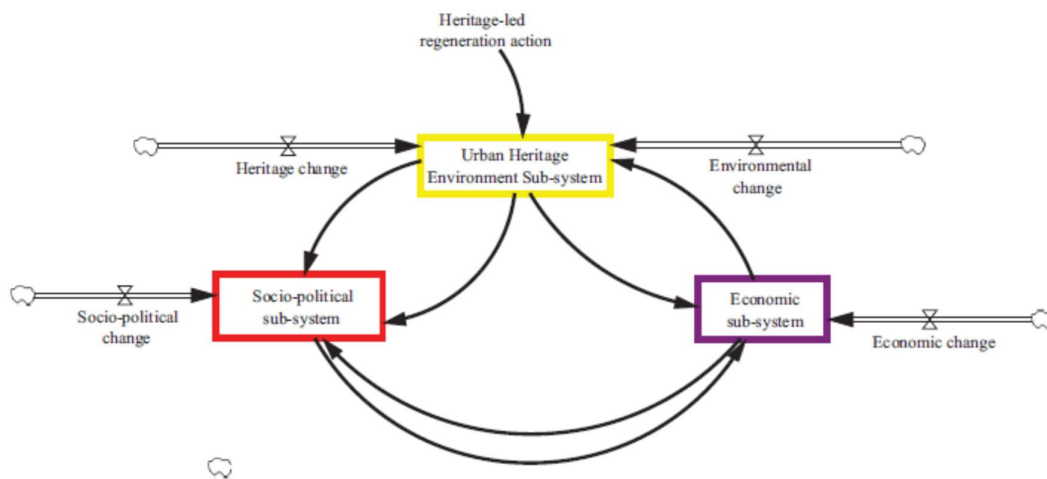 Heritage-led
regeneration action
Heritage change
Urban Heritage
Environment Sub-system
Environmental
change
Socio-political
change
Socio-political
sub-system
Economic
sub-system
Economic change